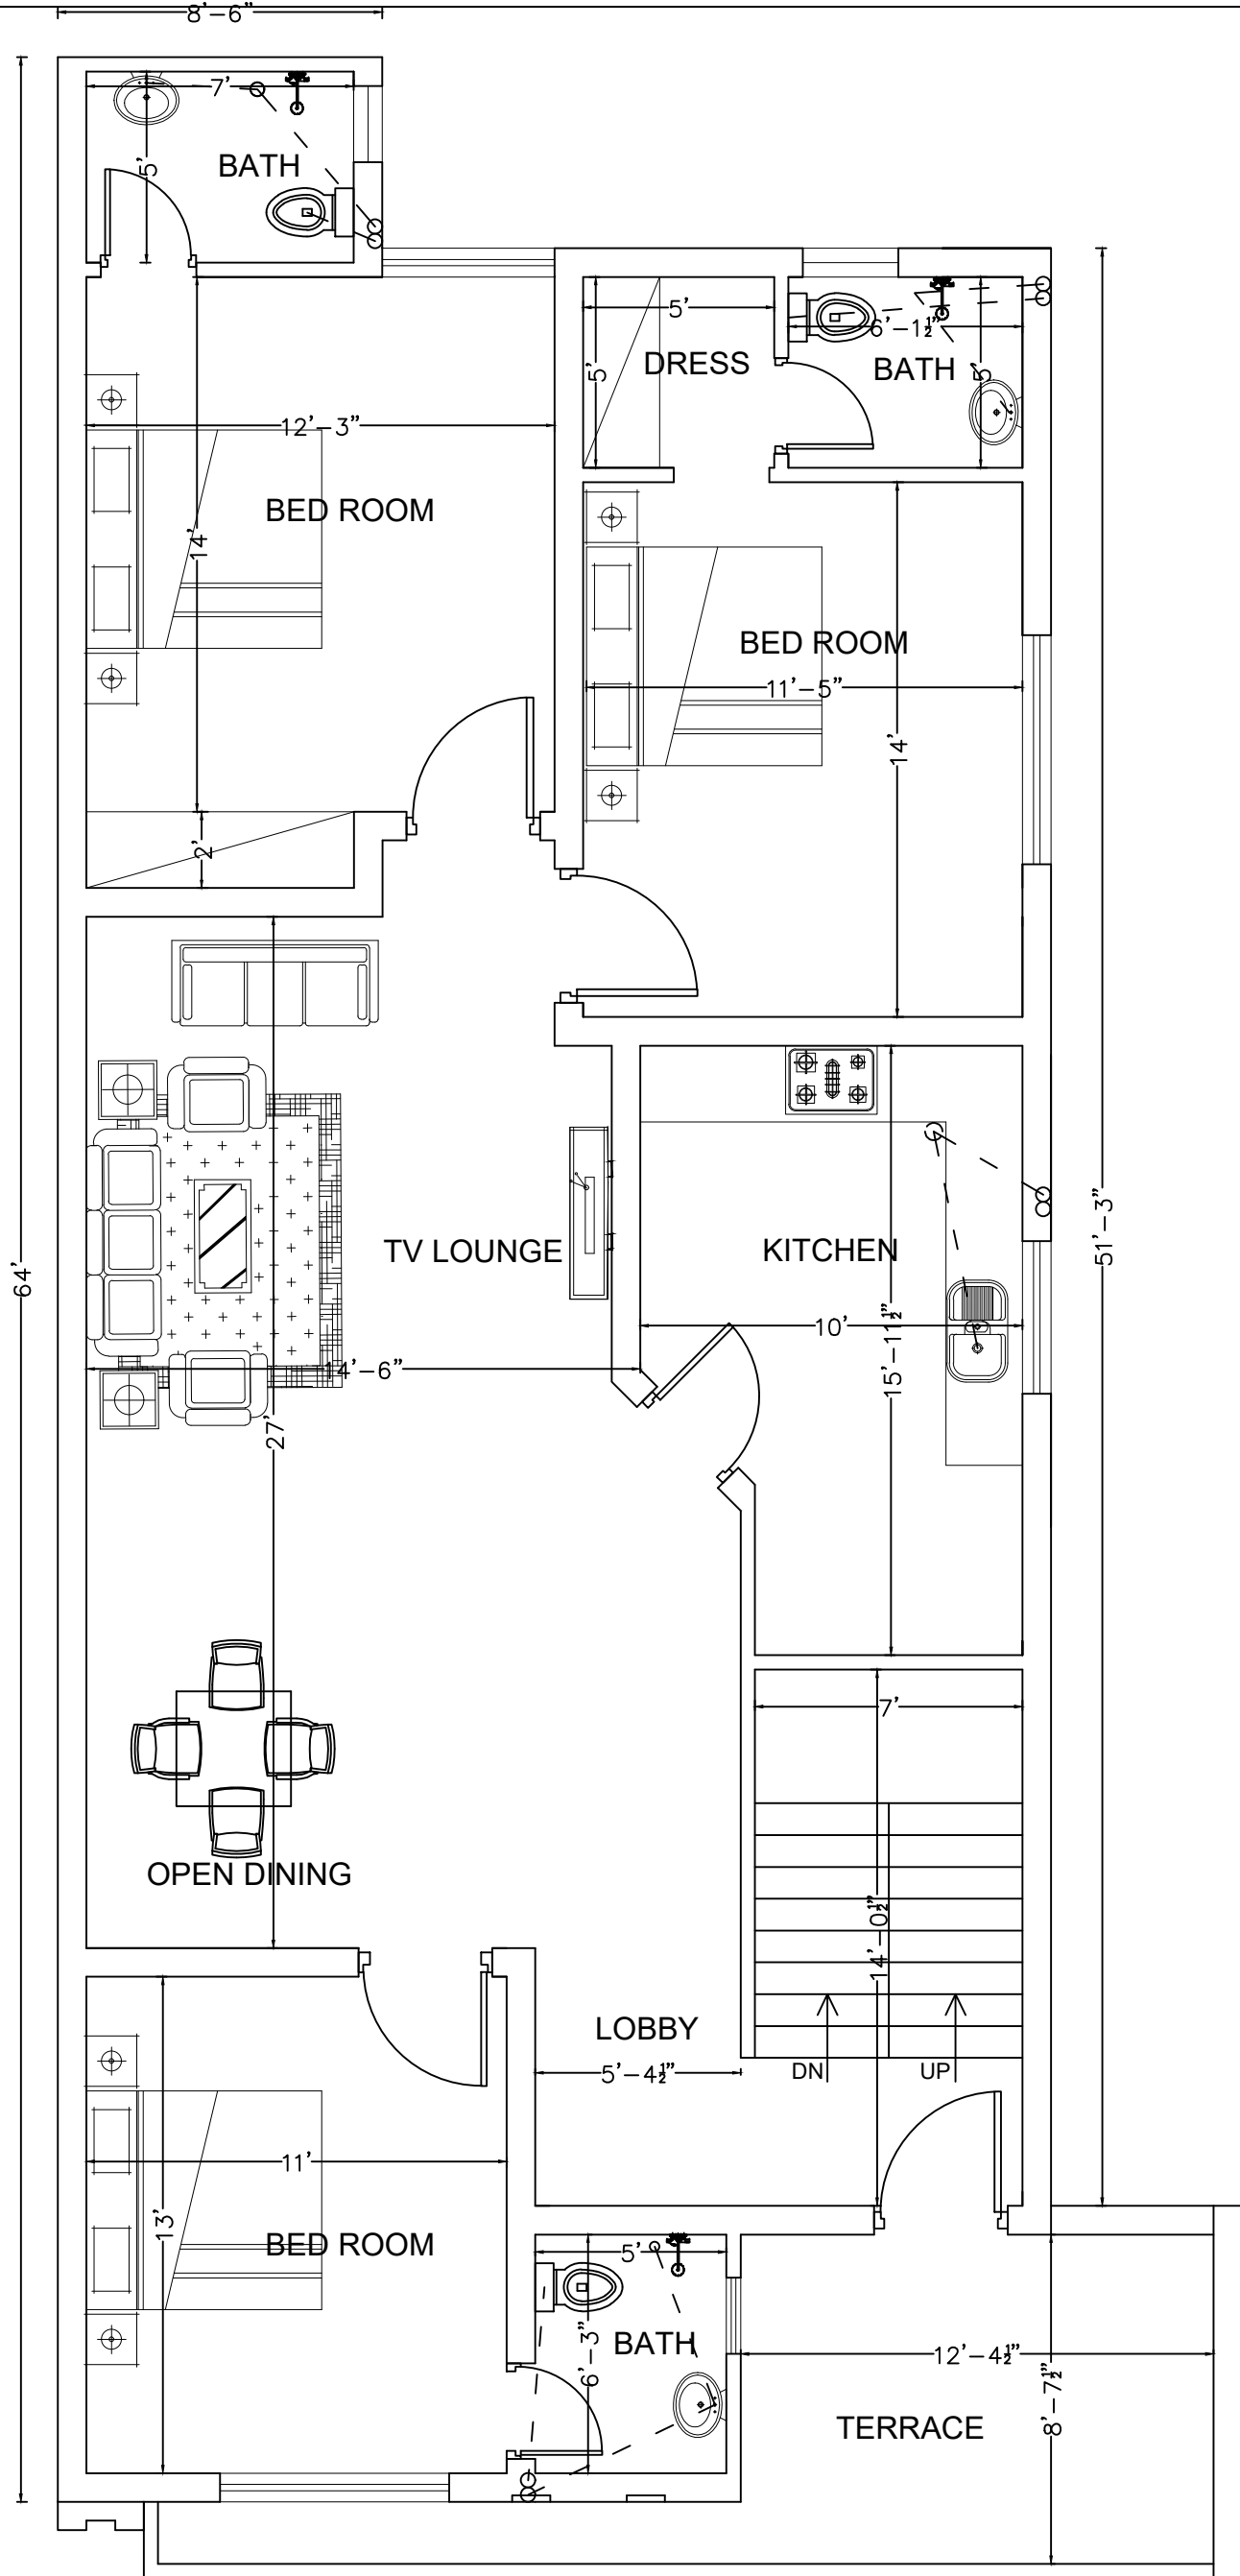 8'-6"
7'
5'
BATH
5'
6'-1½"
5'
5'
DRESS
BATH
12'-3"
BED ROOM
14'
BED ROOM
11'-5"
14'
2'
64'
51'-3"
TV LOUNGE
KITCHEN
10'
15'-11½"
14'-6"
27'
7'
OPEN DINING
14'-0½"
LOBBY
5'-4½"
DN
UP
11'
13'
BED ROOM
5'
6'-3"
BATH
12'-4½"
8'-7½"
TERRACE